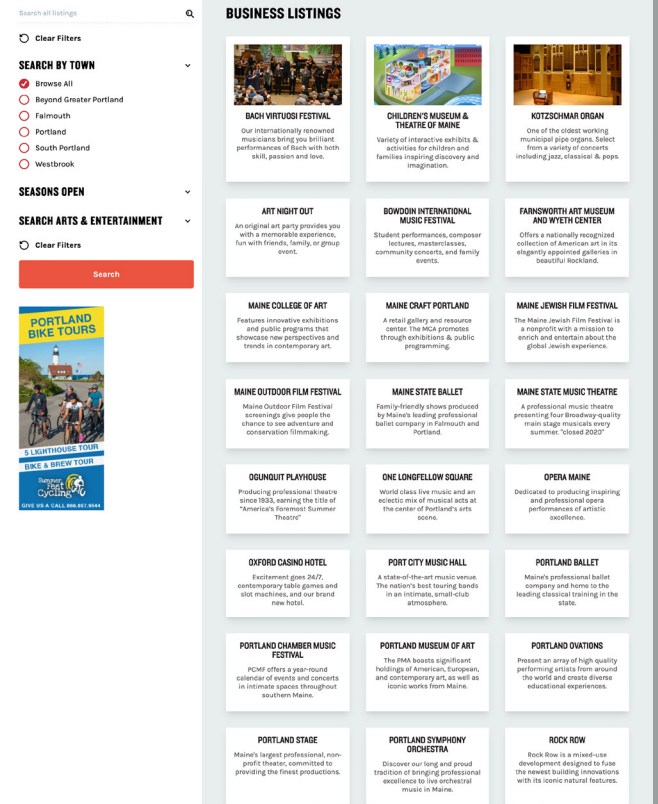 Search all listings
Clear Filters
SEARCH BY TOWN
Browse All
Beyond Greater Portland
Falmouth
Portland
South Portland
Westbrook
SEASONS OPEN
SEARCH ARTS & ENTERTAINMENT
Clear Filters
Search
PORTLAND
BIKE TOURS
5 LIGHTHOUSE TOUR
BIKE & BREW TOUR
Summer
Feet
Cycling
GIVE US A CALL 866.857.9544
BUSINESS LISTINGS
BACH VIRTUOSI FESTIVAL
Our internationally renowned
musicians bring you brilliant
performances of Bach with both
skill, passion and love.
CHILDREN'S MUSEUM &
THEATRE OF MAINE
Variety of interactive exhibits &
activities for children and
families inspiring discovery and
imagination.
KOTZSCHMAR ORGAN
One of the oldest working
municipal pipe organs. Select
from a variety of concerts
including jazz, classical & pops.
ART NIGHT OUT
An original art party provides you
with a memorable experience,
fun with friends, family, or group
event.
BOWDOIN INTERNATIONAL
MUSIC FESTIVAL
Student performances, composer
lectures, masterclasses,
community concerts, and family
events.
FARNSWORTH ART MUSEUM
AND WYETH CENTER
Offers a nationally recognized
collection of American art in its
elegantly appointed galleries in
beautiful Rockland.
MAINE COLLEGE OF ART
Features innovative exhibitions
and public programs that
showcase new perspectives and
trends in contemporary art.
MAINE CRAFT PORTLAND
A retail gallery and resource
center. The MCA promotes
through exhibitions & public
programming.
MAINE JEWISH FILM FESTIVAL
The Maine Jewish Film Festival is
a nonprofit with a mission to
enrich and entertain about the
global Jewish experience.
MAINE OUTDOOR FILM FESTIVAL
Maine Outdoor Film Festival
screenings give people the
chance to see adventure and
conservation filmmaking.
MAINE STATE BALLET
Family-friendly shows produced
by Maine's leading professional
ballet company in Falmouth and
Portland.
MAINE STATE MUSIC THEATRE
A professional music theatre
presenting four Broadway-quality
main stage musicals every
summer. "closed 2020"
OGUNQUIT PLAYHOUSE
Producing professional theatre
since 1933, earning the title of
"America's Foremost Summer
Theatre"
ONE LONGFELLOW SQUARE
World class live music and an
eclectic mix of musical acts at
the center of Portland's arts
scene.
OPERA MAINE
Dedicated to producing inspiring
and professional opera
performances of artistic
excellence.
OXFORD CASINO HOTEL
Excitement goes 24/7,
contemporary table games and
slot machines, and our brand
new hotel.
PORT CITY MUSIC HALL
A state-of-the-art music venue.
The nation's best touring bands
in an intimate, small-club
atmosphere.
PORTLAND BALLET
Maine's professional ballet
company and home to the
leading classical training in the
state.
PORTLAND CHAMBER MUSIC
FESTIVAL
PCMF offers a year-round
calendar of events and concerts
in intimate spaces throughout
southern Maine.
PORTLAND MUSEUM OF ART
The PMA boasts significant
holdings of American, European,
and contemporary art, as well as
iconic works from Maine.
PORTLAND OVATIONS
Present an array of high quality
performing artists from around
the world and create diverse
educational experiences.
PORTLAND STAGE
Maine's largest professional, non-
profit theater, committed to
providing the finest productions.
PORTLAND SYMPHONY
ORCHESTRA
Discover our long and proud
tradition of bringing professional
excellence to live orchestral
music in Maine.
ROCK ROW
Rock Row is a mixed-use
development designed to fuse
the newest building innovations
with its iconic natural features.